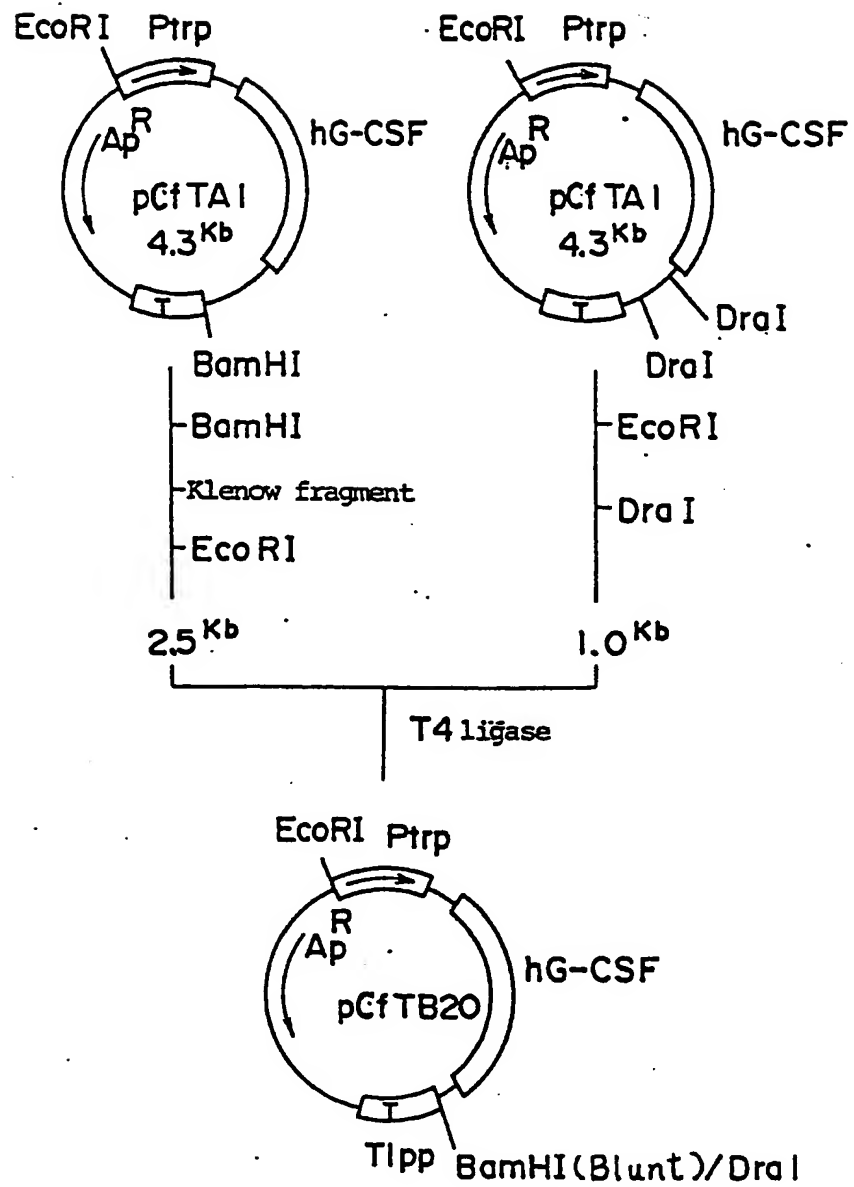 EcoRI Ptrp
ApR
hG-CSF
pCfTA1
4.3Kb
T
BamHI
BamHI
Klenow fragment
EcoRI
2.5Kb
EcoRI Ptrp
ApR
hG-CSF
pCfTA1
4.3Kb
T
DraI
DraI
EcoRI
DraI
1.0Kb
T4 ligase
EcoRI Ptrp
ApR
hG-CSF
pCfTB20
T
Tlpp BamHI(Blunt)/DraI